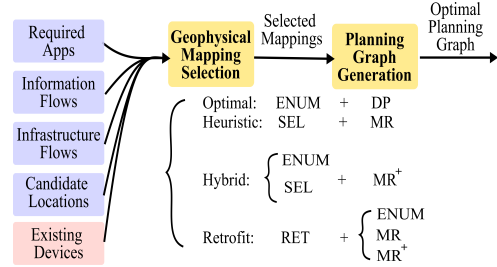 Required
Apps
Information
Flows
Infrastructure
Flows
Candidate
Locations
Existing
Devices
Geophysical
Mapping
Selection
Selected
Mappings
Planning
Graph
Generation
Optimal
Planning
Graph
Optimal: ENUM + DP
Heuristic: SEL + MR
Hybrid: ENUM
SEL + MR+
Retrofit: RET + ENUM
MR
MR+